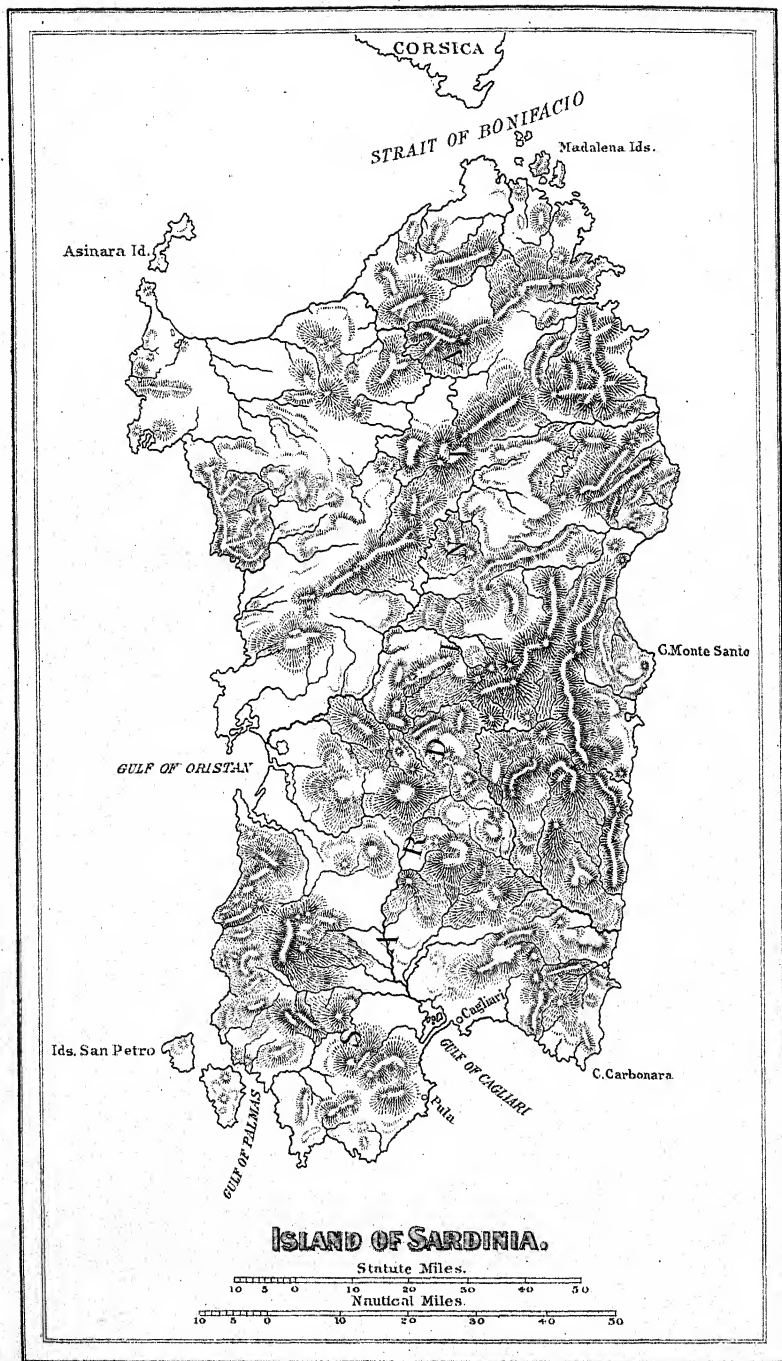 CORSICA
STRAIT OF BONIFACIO
Madalena Ids.
Asinara Id.
C. Monte Santo
GULF OF ORISTAN
SARDINIA
Cagliari
Ids. San Petro
GULF OF CAGLIARI
C. Carbonara
Pula
GULF OF PALMAS
ISLAND OF SARDINIA.
Statute Miles.
10 5 0 10 20 30 40 50
Nautical Miles.
10 5 0 10 20 30 40 50